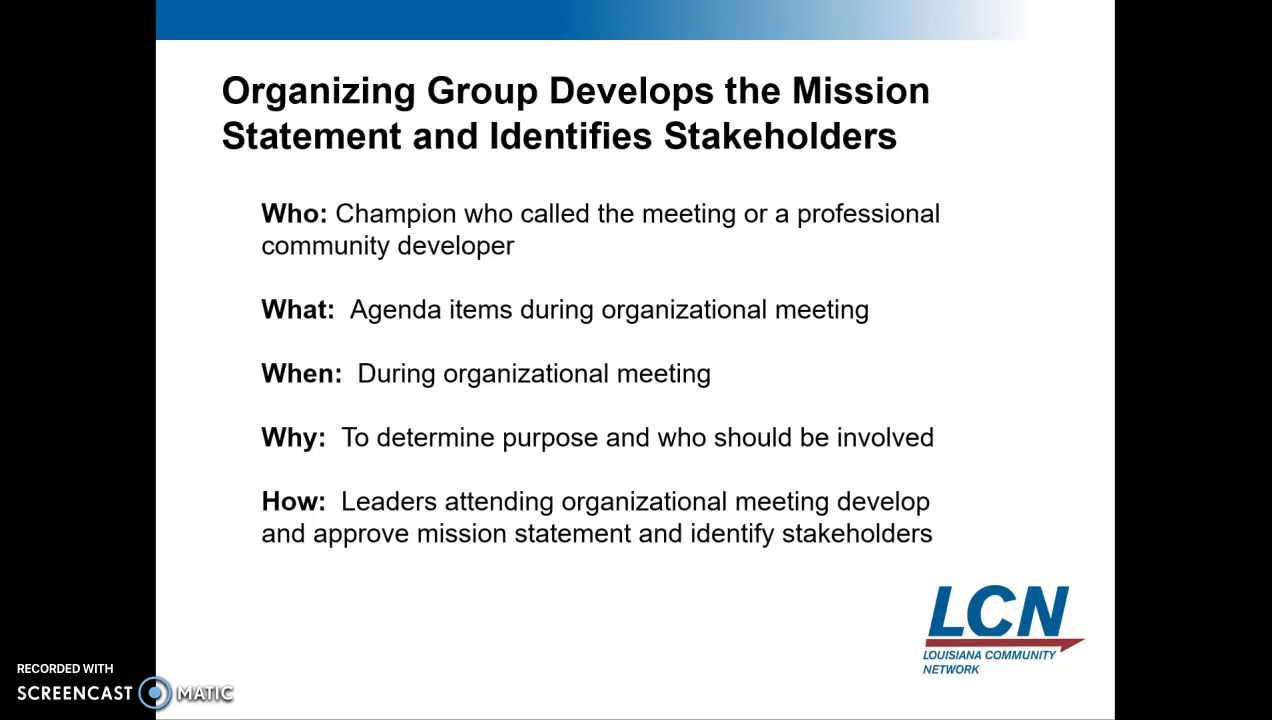 Organizing Group Develops the Mission
Statement and Identifies Stakeholders
Who: Champion who called the meeting or a professional
community developer
What: Agenda items during organizational meeting
When: During organizational meeting
Why: To determine purpose and who should be involved
How: Leaders attending organizational meeting develop
and approve mission statement and identify stakeholders
LCN
LOUISIANA COMMUNITY
NETWORK
RECORDED WITH
SCREENCAST MATIC